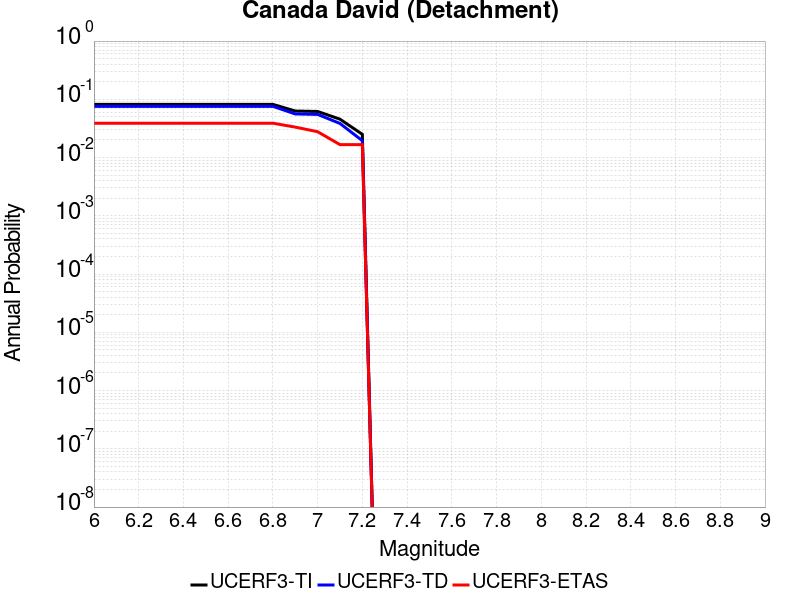 Canada David (Detachment)
10^0
10^-1
10^-2
10^-3
10^-4
10^-5
10^-6
10^-7
10^-8
Annual Probability
6 6.2 6.4 6.6 6.8 7 7.2 7.4 7.6 7.8 8 8.2 8.4 8.6 8.8 9
Magnitude
UCERF3-TI UCERF3-TD UCERF3-ETAS